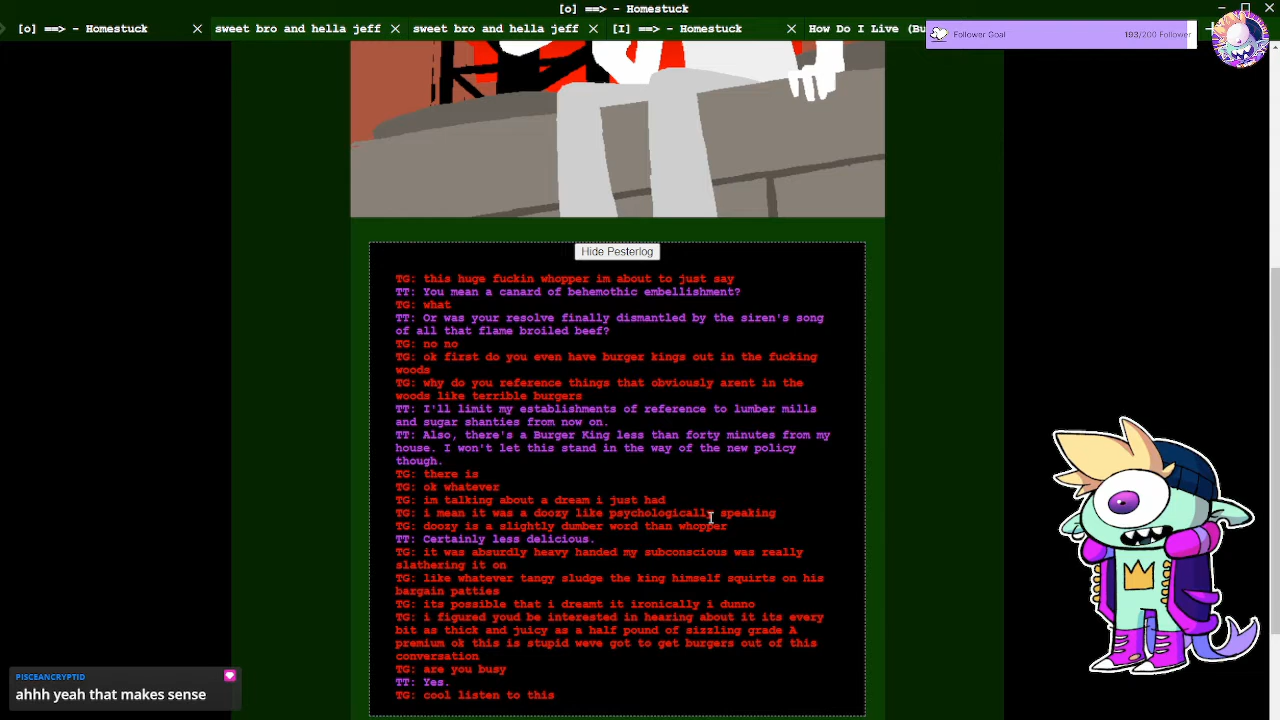 [o] ==> - Homestuck
[o] ==> - Homestuck
sweet bro and hella jeff
sweet bro and hella jeff
[I] ==> - Homestuck
How Do I Live (Bu
Follower Goal
193/200 Follower
Hide Pesterlog
TG: this huge fuckin whopper im about to just say
TT: You mean a canard of behemothic embellishment?
TG: what
TT: Or was your resolve finally dismantled by the siren's song
of all that flame broiled beef?
TG: no no
TG: ok first do you even have burger kings out in the fucking
woods
TG: why do you reference things that obviously arent in the
woods like terrible burgers
TT: I'll limit my establishments of reference to lumber mills
and sugar shanties from now on.
TT: Also, there's a Burger King less than forty minutes from my
house. I won't let this stand in the way of the new policy
though.
TG: there is
TG: ok whatever
TG: im talking about a dream i just had
TG: i mean it was a doozy like psychologically speaking
TG: doozy is a slightly dumber word than whopper
TT: Certainly less delicious.
TG: it was absurdly heavy handed my subconscious was really
slathering it on
TG: like whatever tangy sludge the king himself squirts on his
bargain patties
TG: its possible that i dreamt it ironically i dunno
TG: i figured youd be interested in hearing about it its every
bit as thick and juicy as a half pound of sizzling grade A
premium ok this is stupid weve got to get burgers out of this
conversation
TG: are you busy
TT: Yes.
TG: cool listen to this
PISCEANCRYPTID
ahhh yeah that makes sense